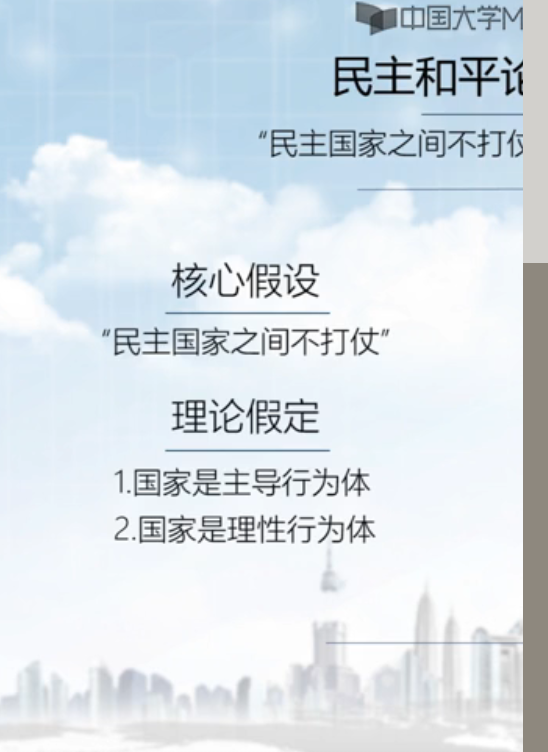 中国大学M
民主和平论
“民主国家之间不打仗
核心假设
“民主国家之间不打仗”
理论假定
1.国家是主导行为体
2.国家是理性行为体